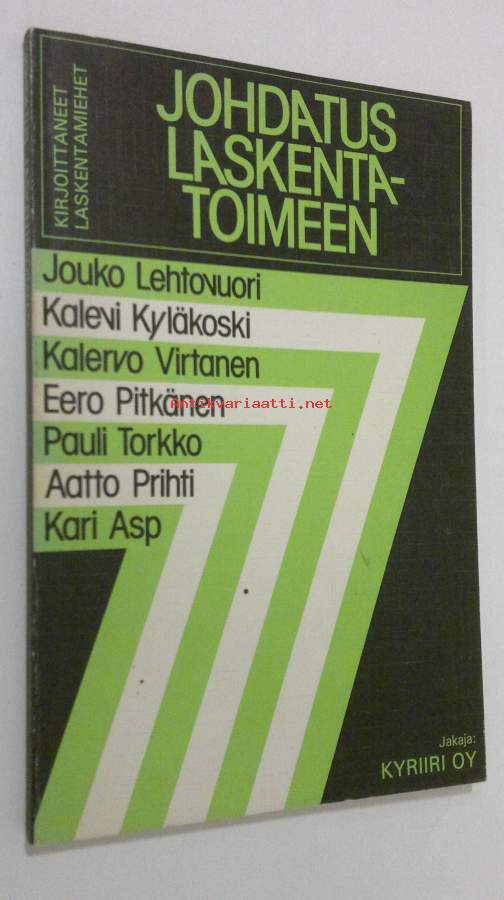 KIRJOITTANEET
LASKENTAMIEHET
JOHDATUS
LASKENTA-
TOIMEEN
Jouko Lehtovuori
Kalevi Kyläkoski
Kalervo Virtanen
Eero Pitkänen
antikvariaatti.net
Pauli Torkko
Aatto Prihti
Kari Asp
Jakaja:
KYRIIRI OY